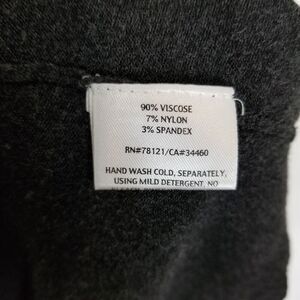 90% VISCOSE
7% NYLON
3% SPANDEX
RN#78121/CA#34460
HAND WASH COLD, SEPARATELY,
USING MILD DETERGENT, NO